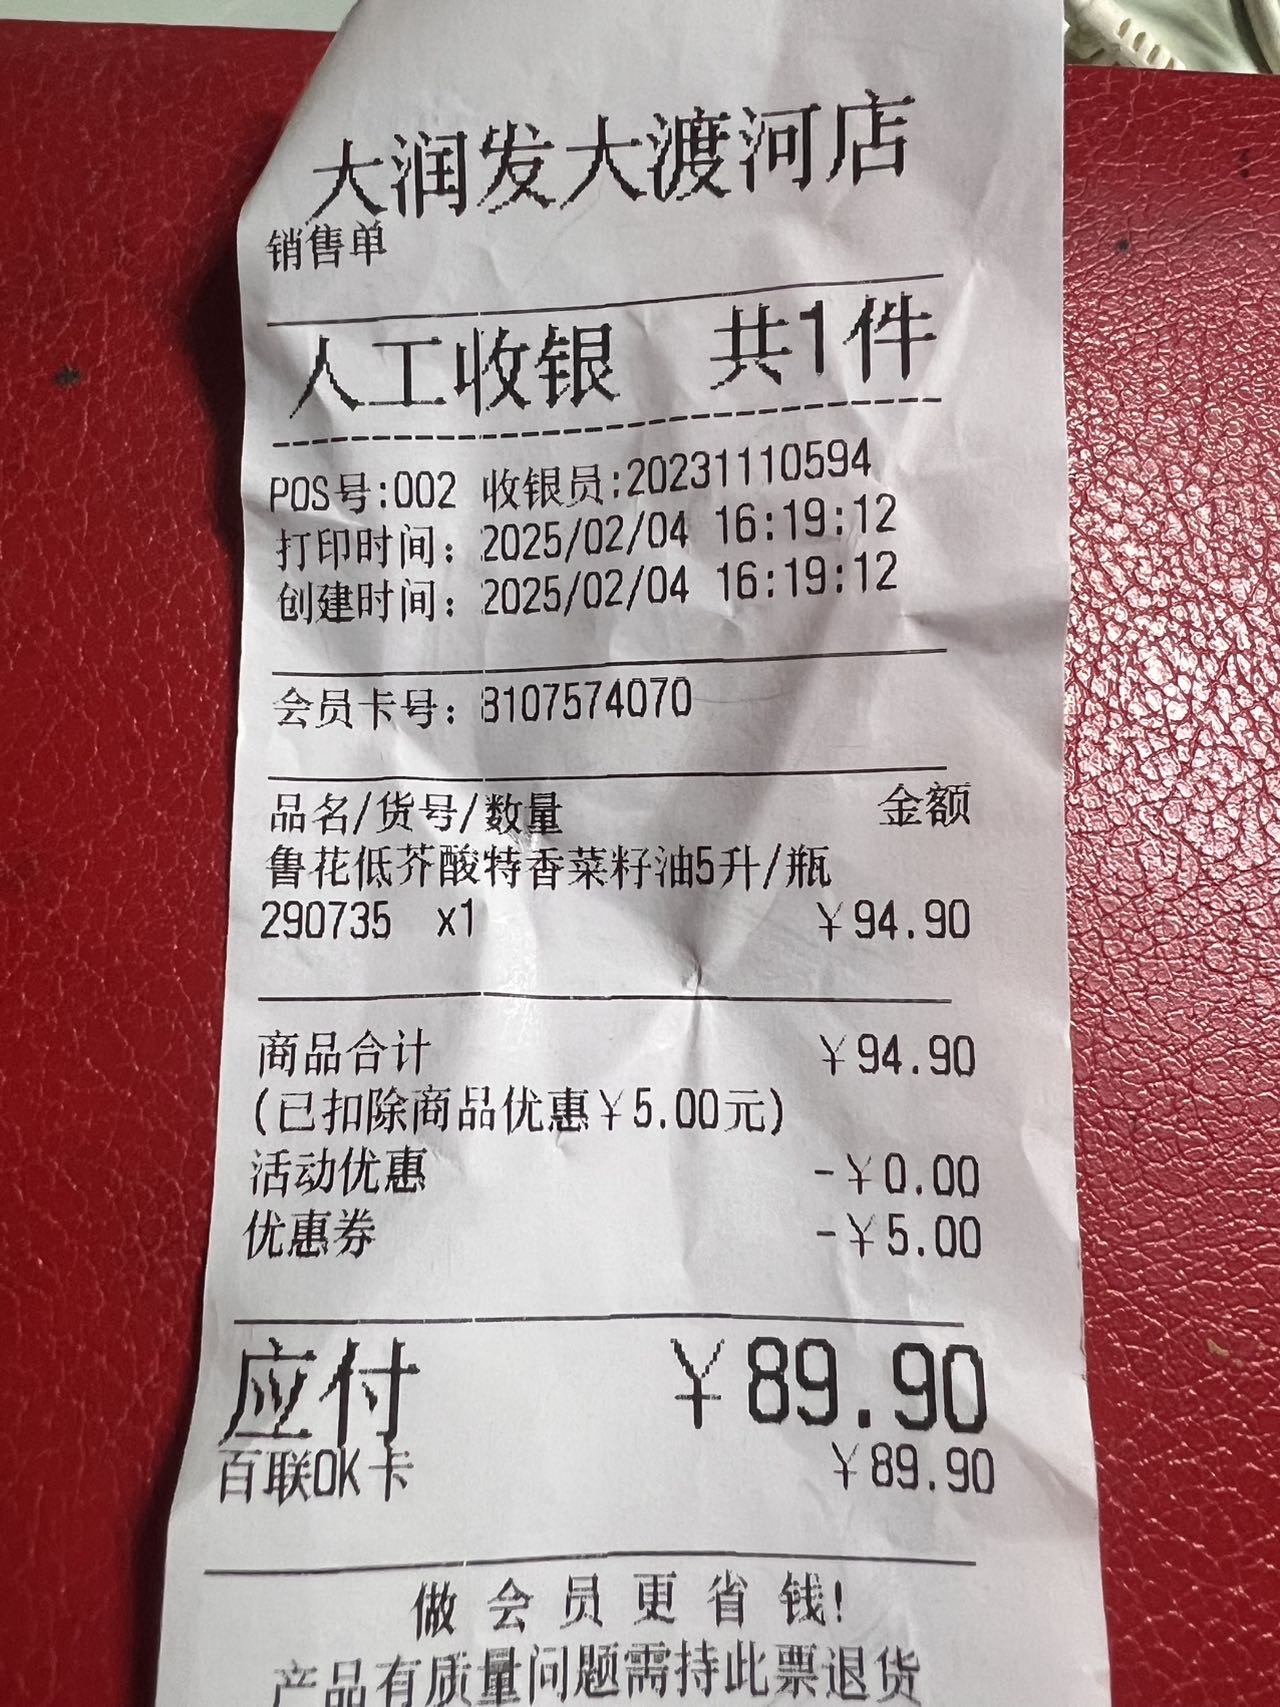 大润发大渡河店
销售单
人工收银 共1件
POS号:002 收银员:20231110594
打印时间：2025/02/04 16:19:12
创建时间：2025/02/04 16:19:12
会员卡号：8107574070
品名/货号/数量 金额
鲁花低芥酸特香菜籽油5升/瓶
290735 x1 ￥94.90
商品合计 ￥94.90
(已扣除商品优惠￥5.00元)
活动优惠 -￥0.00
优惠券 -￥5.00
应付 ￥89.90
百联OK卡 ￥89.90
做会员更省钱!
产品有质量问题需持此票退货